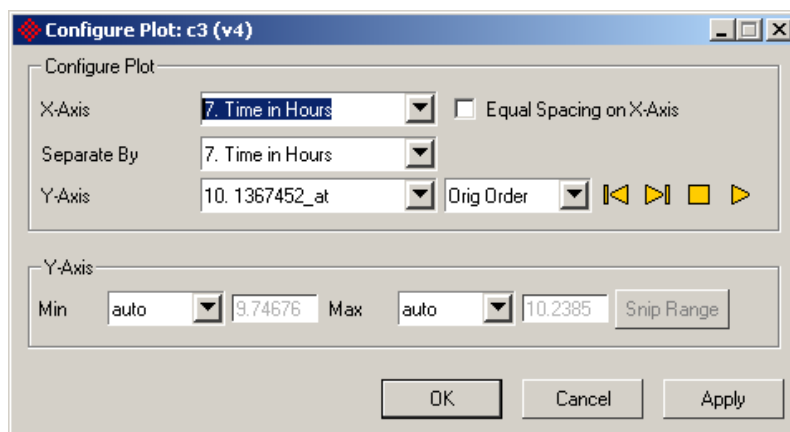 Configure Plot: c3 (v4)
Configure Plot
X-Axis 7. Time in Hours Equal Spacing on X-Axis
Separate By 7. Time in Hours
Y-Axis 10. 1367452_at Orig Order
Y-Axis
Min auto 9.74676 Max auto 10.2385 Snip Range
OK Cancel Apply